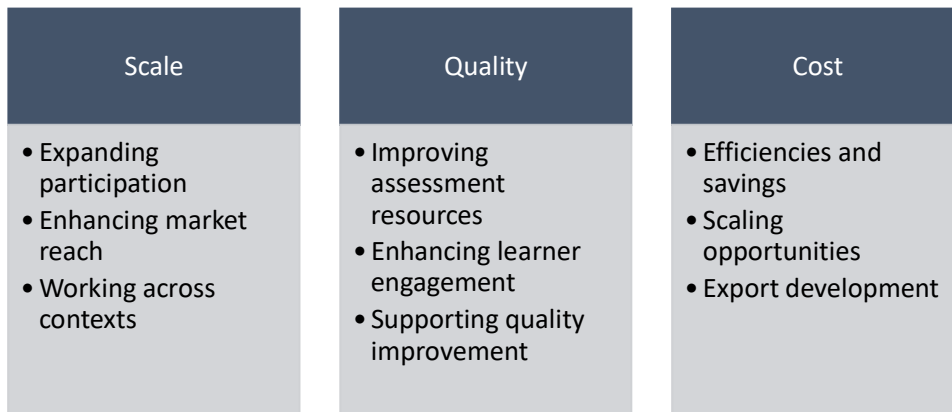 Scale
• Expanding
participation
• Enhancing market
reach
• Working across
contexts
Quality
• Improving
assessment
resources
• Enhancing learner
engagement
• Supporting quality
improvement
Cost
• Efficiencies and
savings
• Scaling
opportunities
• Export development